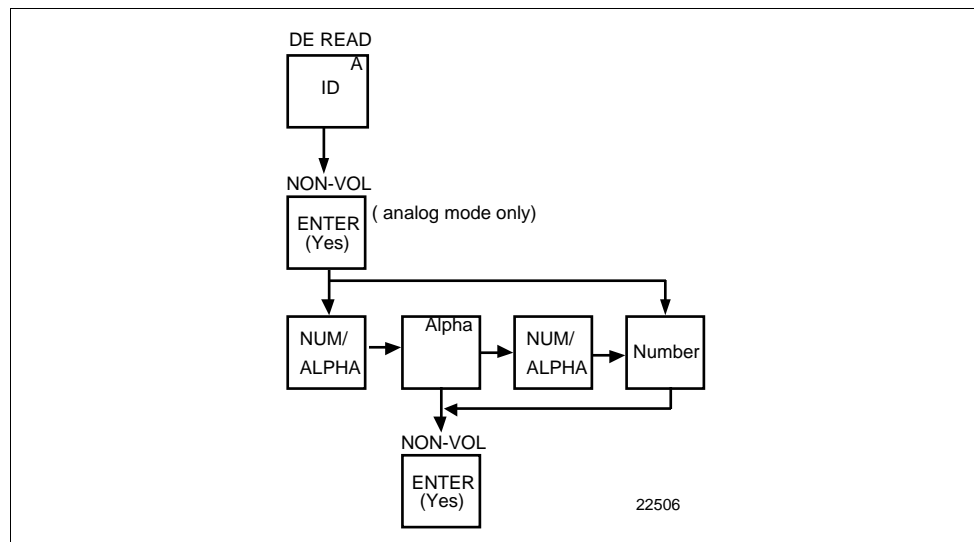 DE READ
A
ID
NON-VOL
ENTER
(Yes)
( analog mode only)
NUM/
ALPHA
Alpha
NUM/
ALPHA
Number
NON-VOL
ENTER
(Yes)
22506